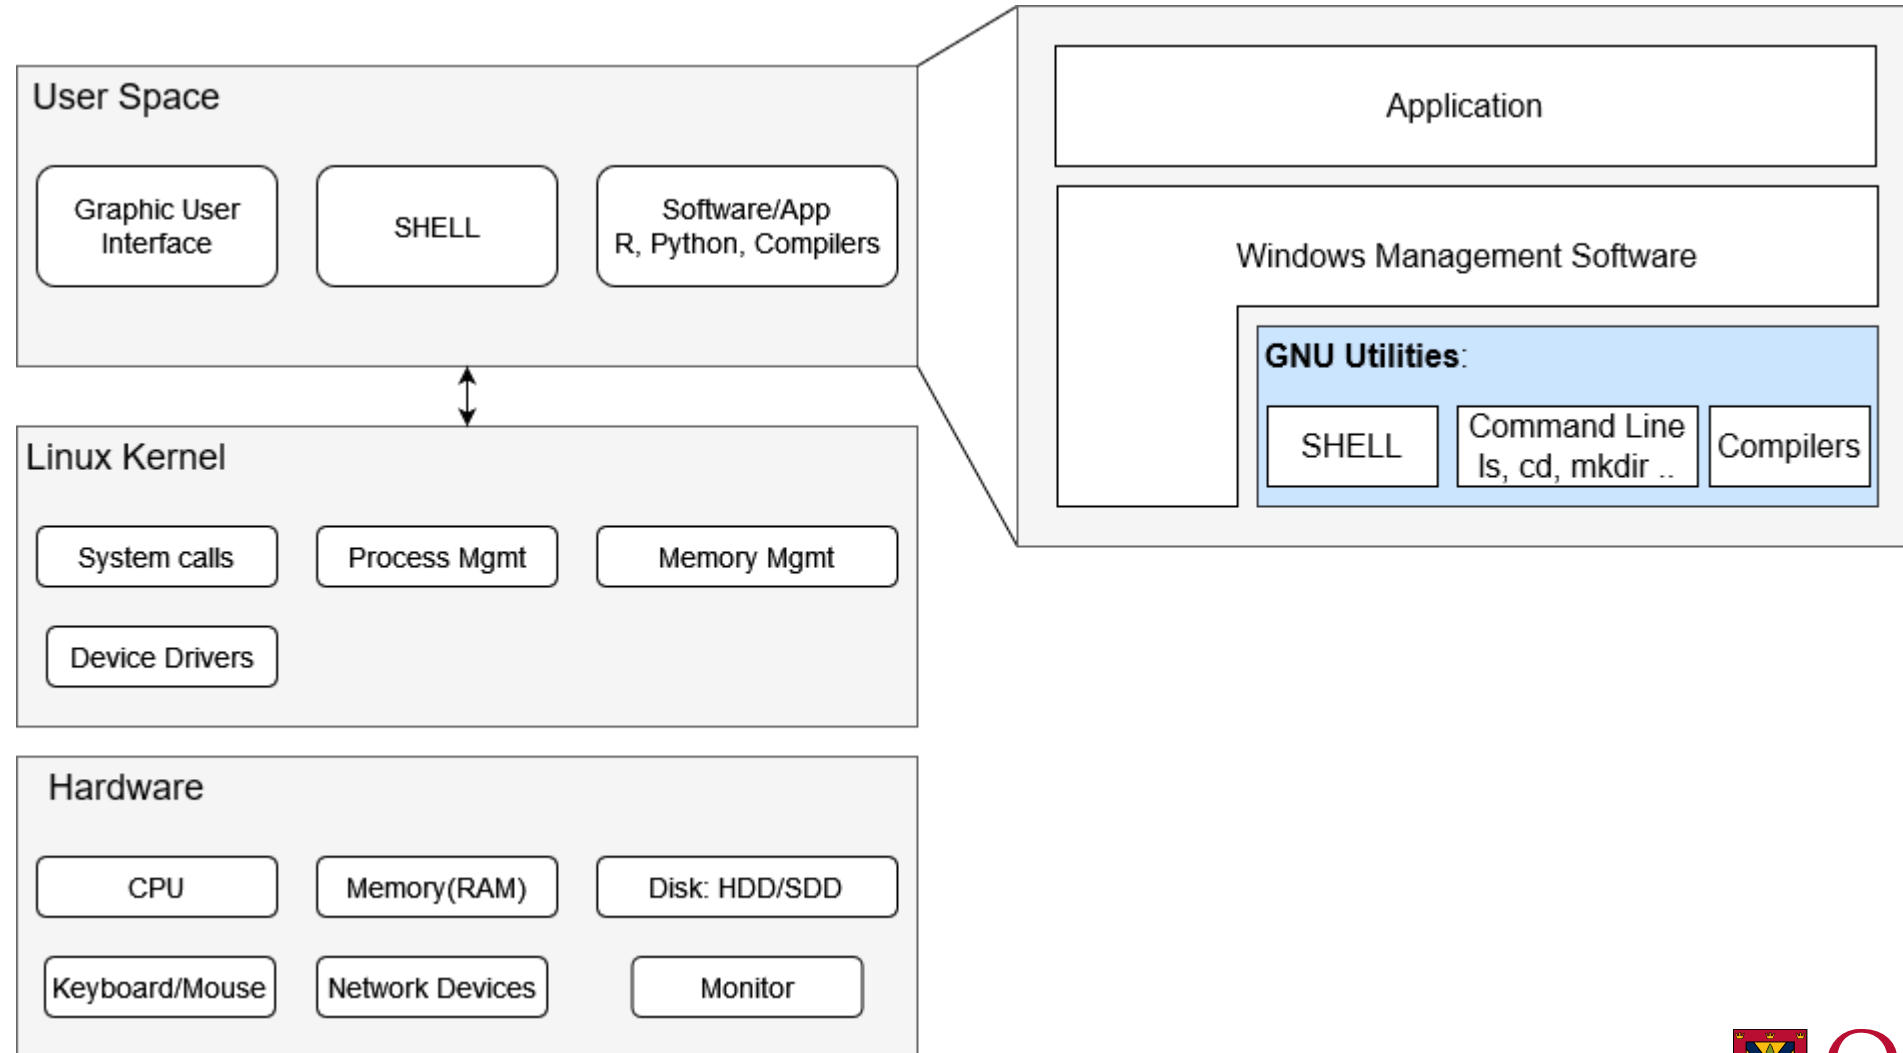 User Space
Graphic User
Interface
SHELL
Software/App
R, Python, Compilers
Linux Kernel
System calls
Process Mgmt
Memory Mgmt
Device Drivers
Hardware
CPU
Memory(RAM)
Disk: HDD/SDD
Keyboard/Mouse
Network Devices
Monitor
Application
Windows Management Software
GNU Utilities:
SHELL
Command Line
ls, cd, mkdir ..
Compilers